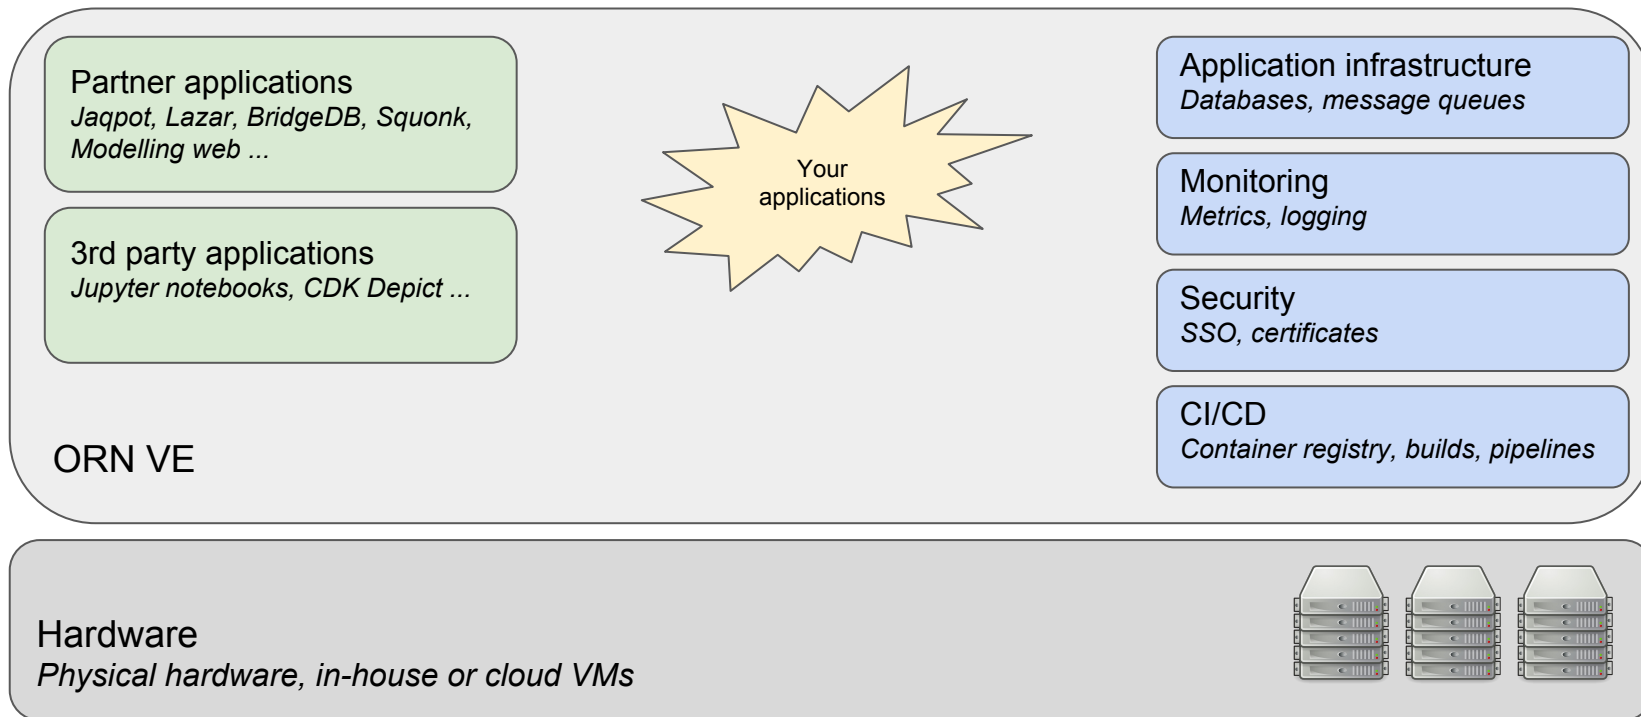 Partner applications
Jaqpot, Lazar, BridgeDB, Squonk,
Modelling web ...
3rd party applications
Jupyter notebooks, CDK Depict ...
ORN VE
Your
applications
Application infrastructure
Databases, message queues
Monitoring
Metrics, logging
Security
SSO, certificates
CI/CD
Container registry, builds, pipelines
Hardware
Physical hardware, in-house or cloud VMs